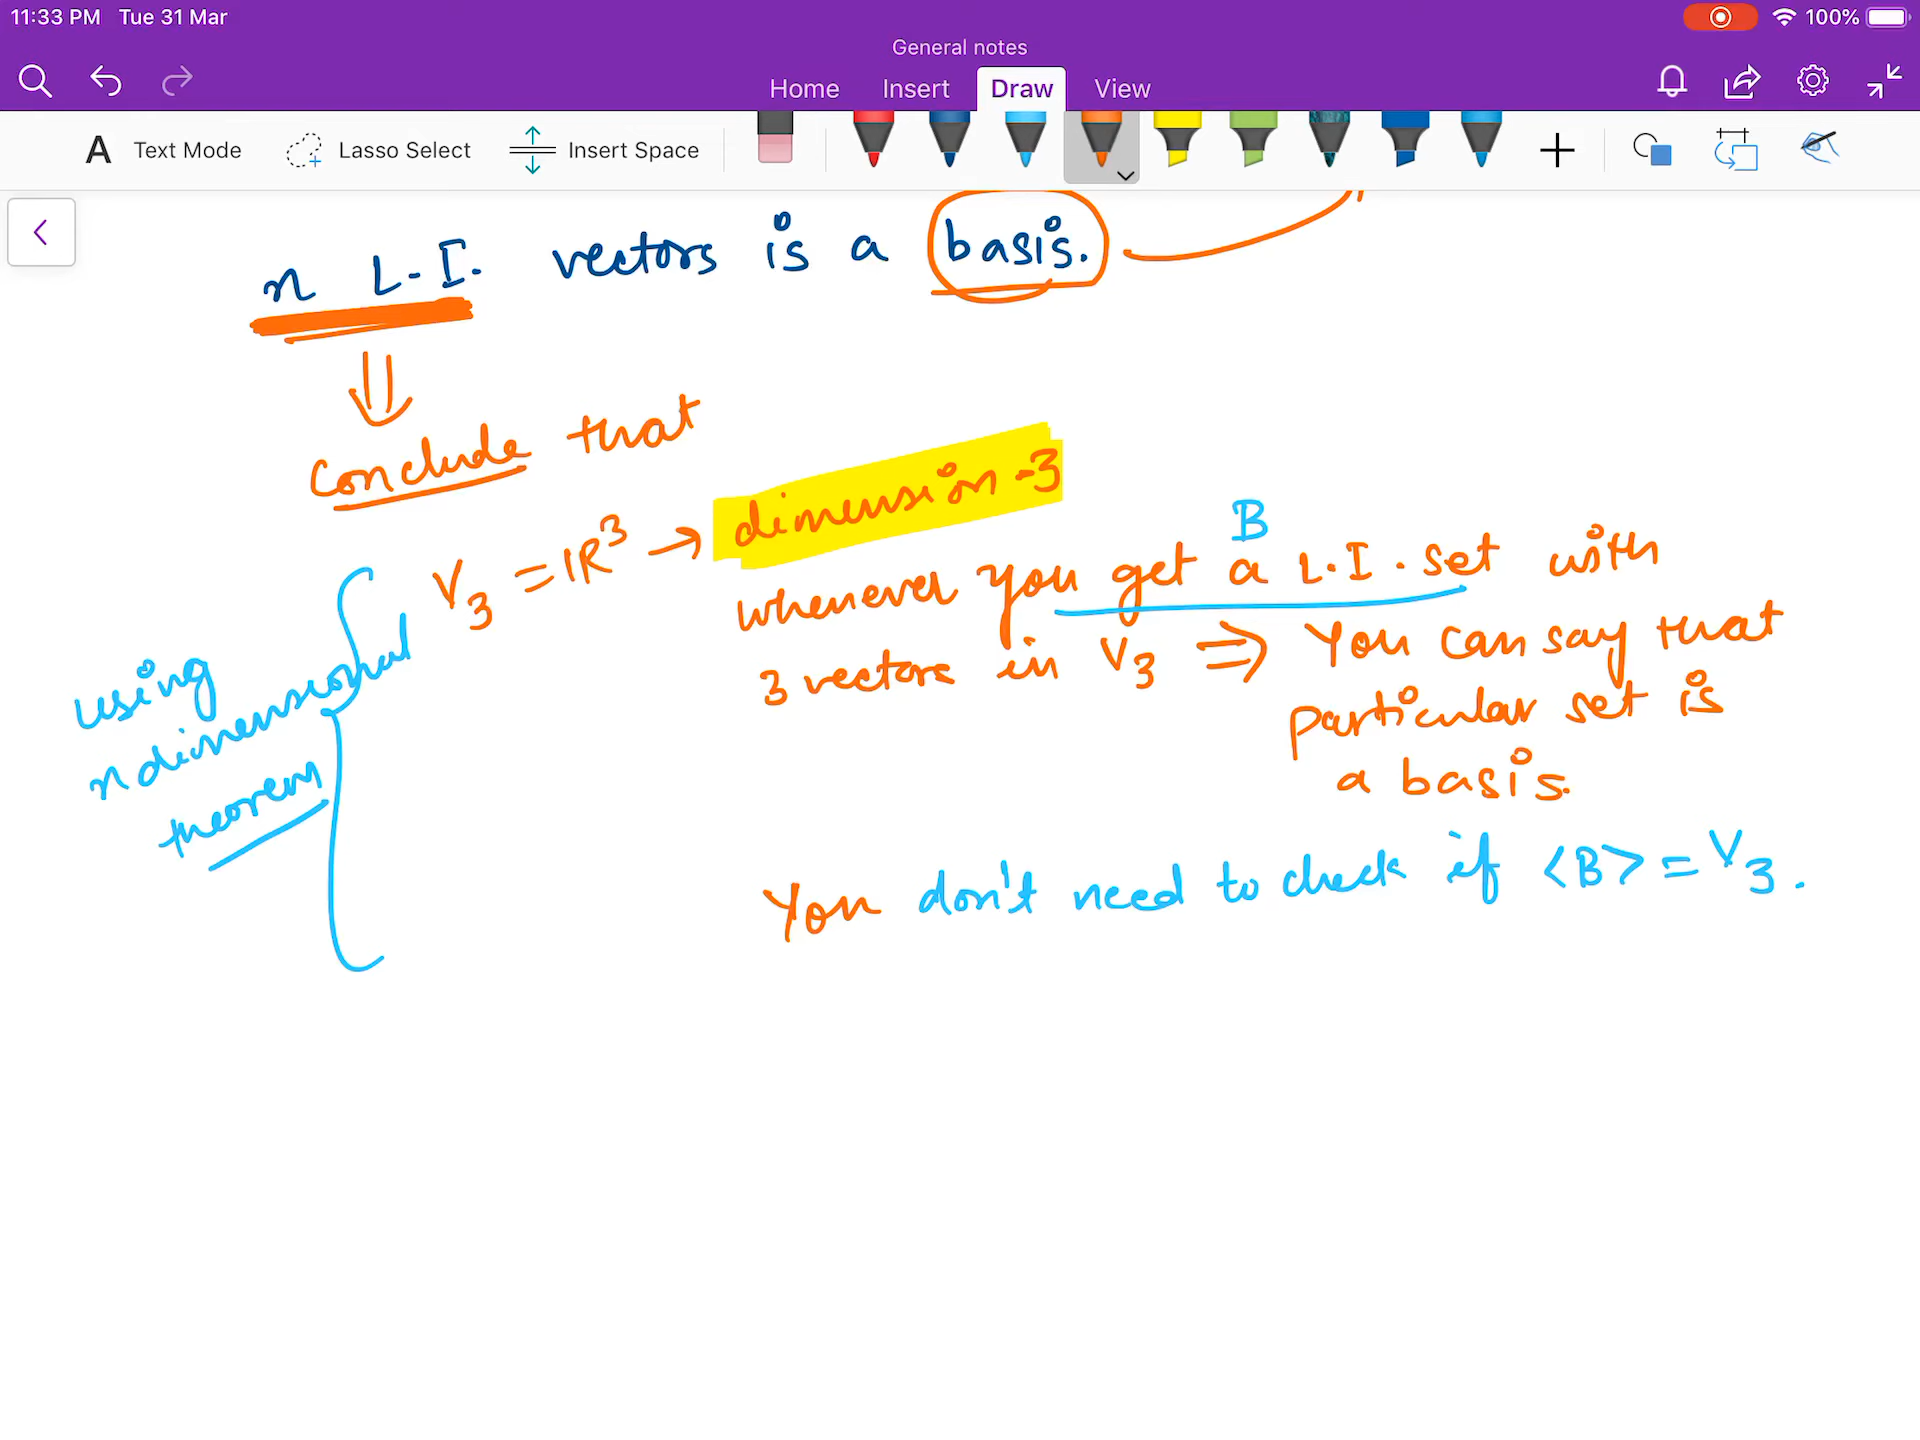 11:33 PM Tue 31 Mar
100%
General notes
Home Insert Draw View
A Text Mode Lasso Select Insert Space
n L.I. vectors is a basis.
conclude that
V3 = IR³ → dimension -3
B
whenever you get a L.I. set with
3 vectors in V3 ⇒ You can say that
particular set is
a basis.
using
n dimensional
theorem
You don't need to check if <B> = V3.